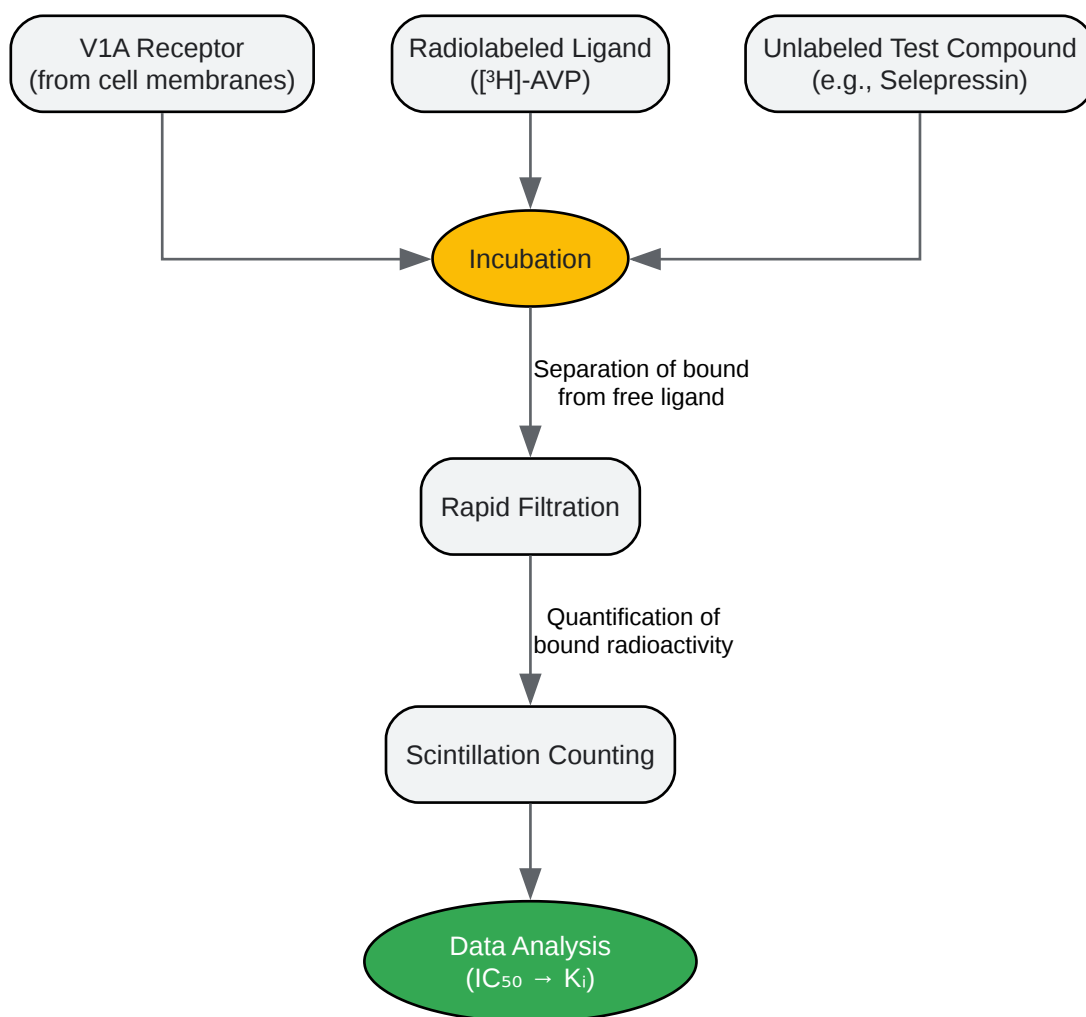 V1A Receptor
(from cell membranes)
Radiolabeled Ligand
([³H]-AVP)
Unlabeled Test Compound
(e.g., Selepressin)
Incubation
Separation of bound
from free ligand
Rapid Filtration
Quantification of
bound radioactivity
Scintillation Counting
Data Analysis
(IC₅₀ → Kᵢ)